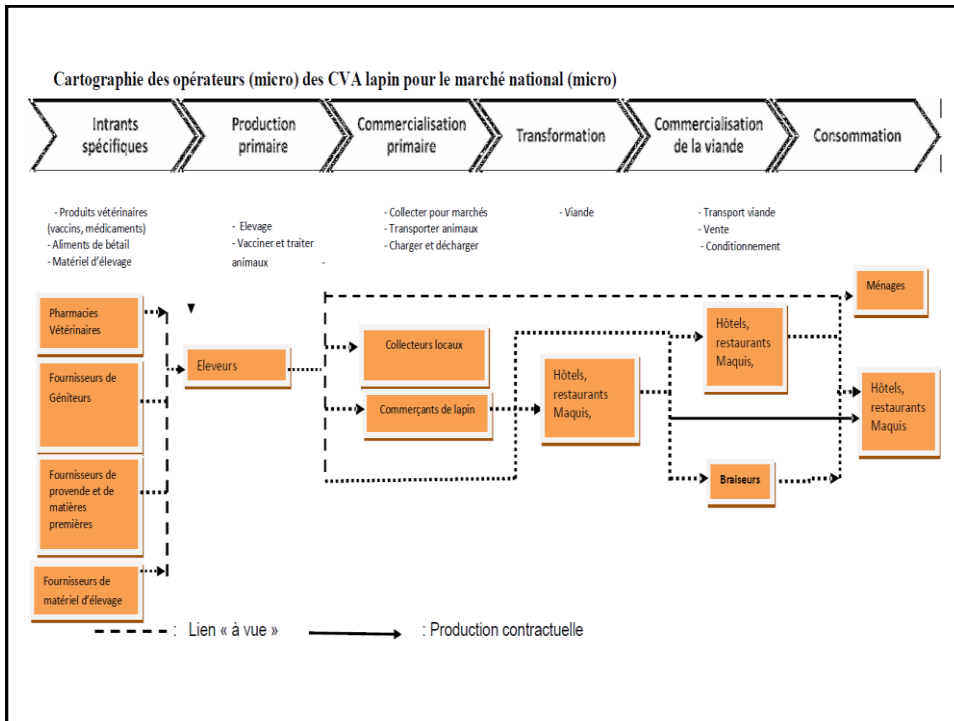 Cartographie des opérateurs (micro) des CVA lapin pour le marché national (micro)
Intrants
spécifiques
Production
primaire
Commercialisation
primaire
Transformation
Commercialisation
de la viande
Consommation
- Produits vétérinaires
(vaccins, médicaments)
- Aliments de bétail
- Matériel d'élevage
- Elevage
- Vacciner et traiter
animaux -
- Collecter pour marchés
- Transporter animaux
- Charger et décharger
- Viande
- Transport viande
- Vente
- Conditionnement
Pharmacies
Vétérinaires
Fournisseurs de
Géniteurs
Fournisseurs de
provende et de
matières
premières
Fournisseurs de
matériel d'élevage
Eleveurs
Collecteurs locaux
Commerçants de lapin
Hôtels,
restaurants
Maquis,
Hôtels,
restaurants
Maquis,
Braiseurs
Ménages
Hôtels,
restaurants
Maquis
: Lien « à vue »
: Production contractuelle